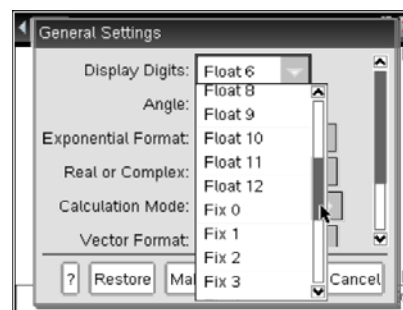 General Settings
Display Digits: Float 6
Float 8
Angle:
Float 9
Exponential Format: Float 10
Float 11
Real or Complex:
Float 12
Calculation Mode: Fix 0
Fix 1
Vector Format:
Fix 2
? Restore Cancel
Fix 3